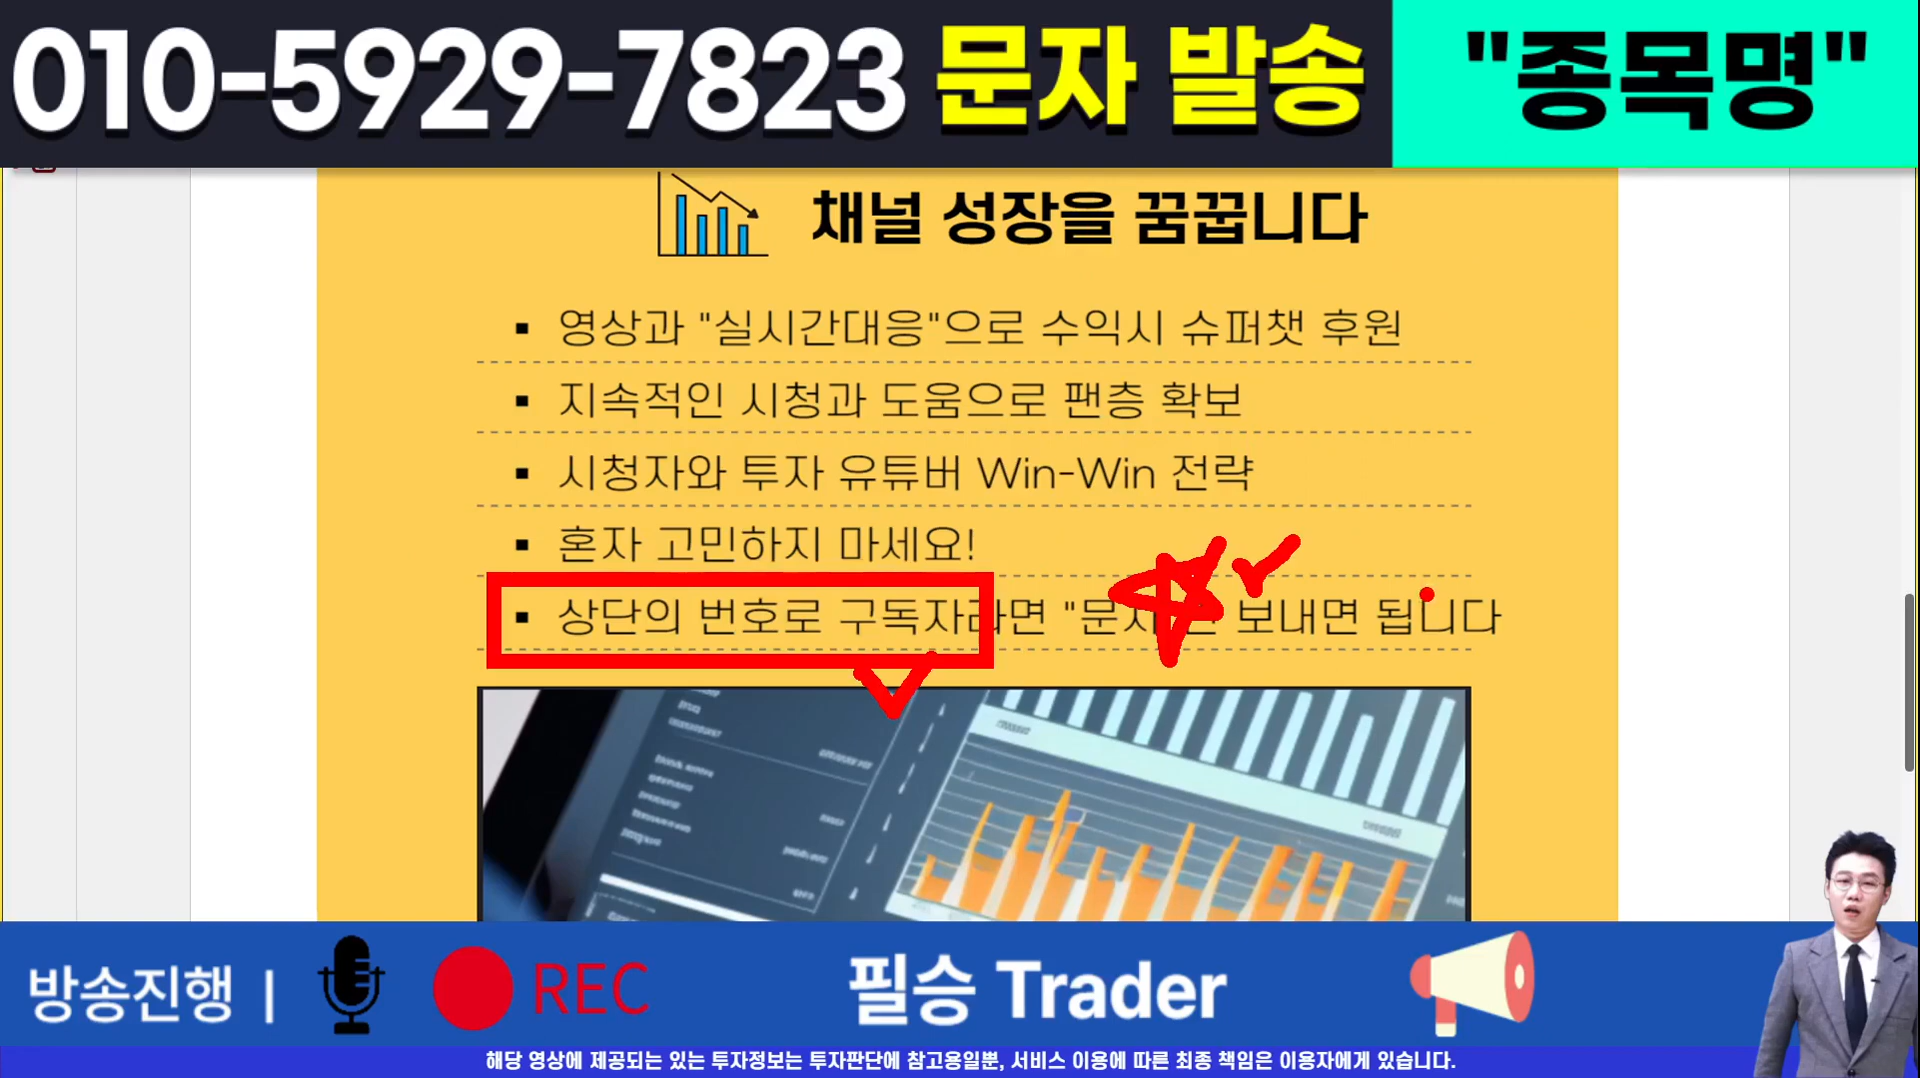 010-5929-7823 문자 발송 "종목명"
채널 성장을 꿈꿉니다
▪ 영상과 "실시간대응"으로 수익시 슈퍼챗 후원
▪ 지속적인 시청과 도움으로 팬층 확보
▪ 시청자와 투자 유튜버 Win-Win 전략
▪ 혼자 고민하지 마세요!
▪ 상단의 번호로 구독자라면 "문자 보내면 됩니다
방송진행 | REC 필승 Trader
해당 영상에 제공되는 있는 투자정보는 투자판단에 참고용일뿐, 서비스 이용에 따른 최종 책임은 이용자에게 있습니다.